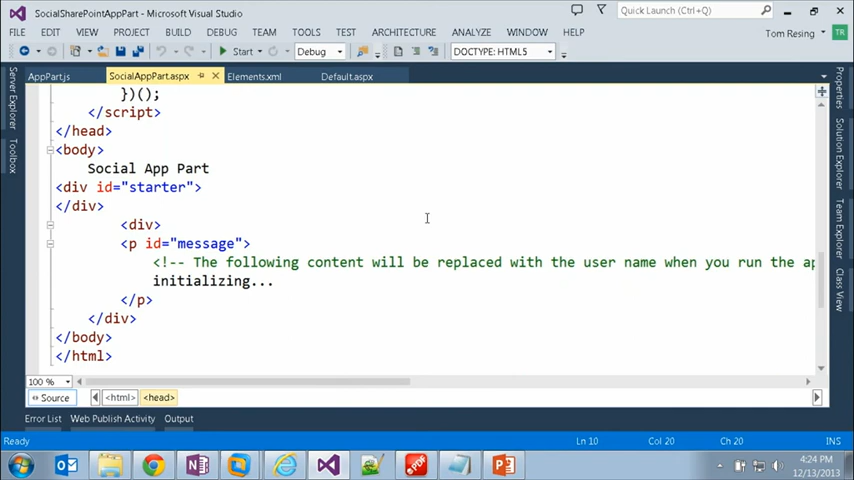 SocialSharePointAppPart - Microsoft Visual Studio
Quick Launch (Ctrl+Q)
FILE EDIT VIEW PROJECT BUILD DEBUG TEAM TOOLS TEST ARCHITECTURE ANALYZE WINDOW HELP
Tom Resing TR
Start Debug DOCTYPE: HTML5
AppPart.js SocialAppPart.aspx Elements.xml Default.aspx
Server Explorer
Toolbox
})();
</script>
</head>
<body>
Social App Part
<div id="starter">
</div>
<div>
<p id="message">
<!-- The following content will be replaced with the user name when you run the ap
initializing...
</p>
</div>
</body>
</html>
Properties
Solution Explorer
Team Explorer
Class View
100 %
Source <html> <head>
Error List Web Publish Activity Output
Ready Ln 10 Col 20 Ch 20 INS
4:24 PM
12/13/2013